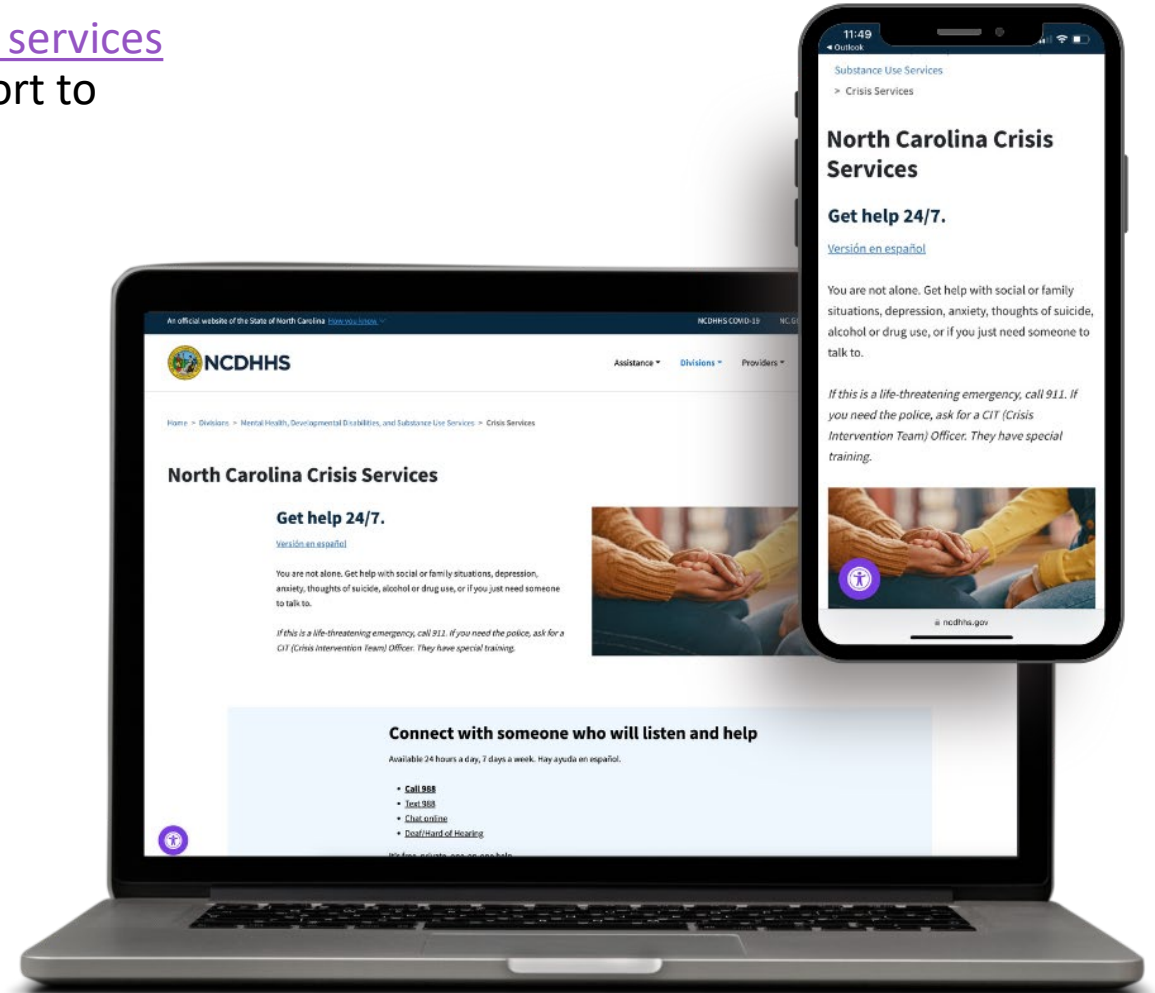 services
ort to
An official website of the State of North Carolina How you know
NCDHHS COVID-19
NCDHHS
Assistance
Divisions
Providers
Home > Divisions > Mental Health, Developmental Disabilities, and Substance Use Services > Crisis Services
North Carolina Crisis Services
Get help 24/7.
Versión en español
You are not alone. Get help with social or family situations, depression,
anxiety, thoughts of suicide, alcohol or drug use, or if you just need someone
to talk to.
If this is a life-threatening emergency, call 911. If you need the police, ask for a
CIT (Crisis Intervention Team) Officer. They have special training.
Connect with someone who will listen and help
Available 24 hours a day, 7 days a week. Hay ayuda en español.
• Call 988
• Text 988
• Chat online
• Deaf/Hard of Hearing
It's free, private, one-on-one help
11:49
Outlook
Substance Use Services
> Crisis Services
North Carolina Crisis
Services
Get help 24/7.
Versión en español
You are not alone. Get help with social or family
situations, depression, anxiety, thoughts of suicide,
alcohol or drug use, or if you just need someone to
talk to.
If this is a life-threatening emergency, call 911. If
you need the police, ask for a CIT (Crisis
Intervention Team) Officer. They have special
training.
ncdhhs.gov